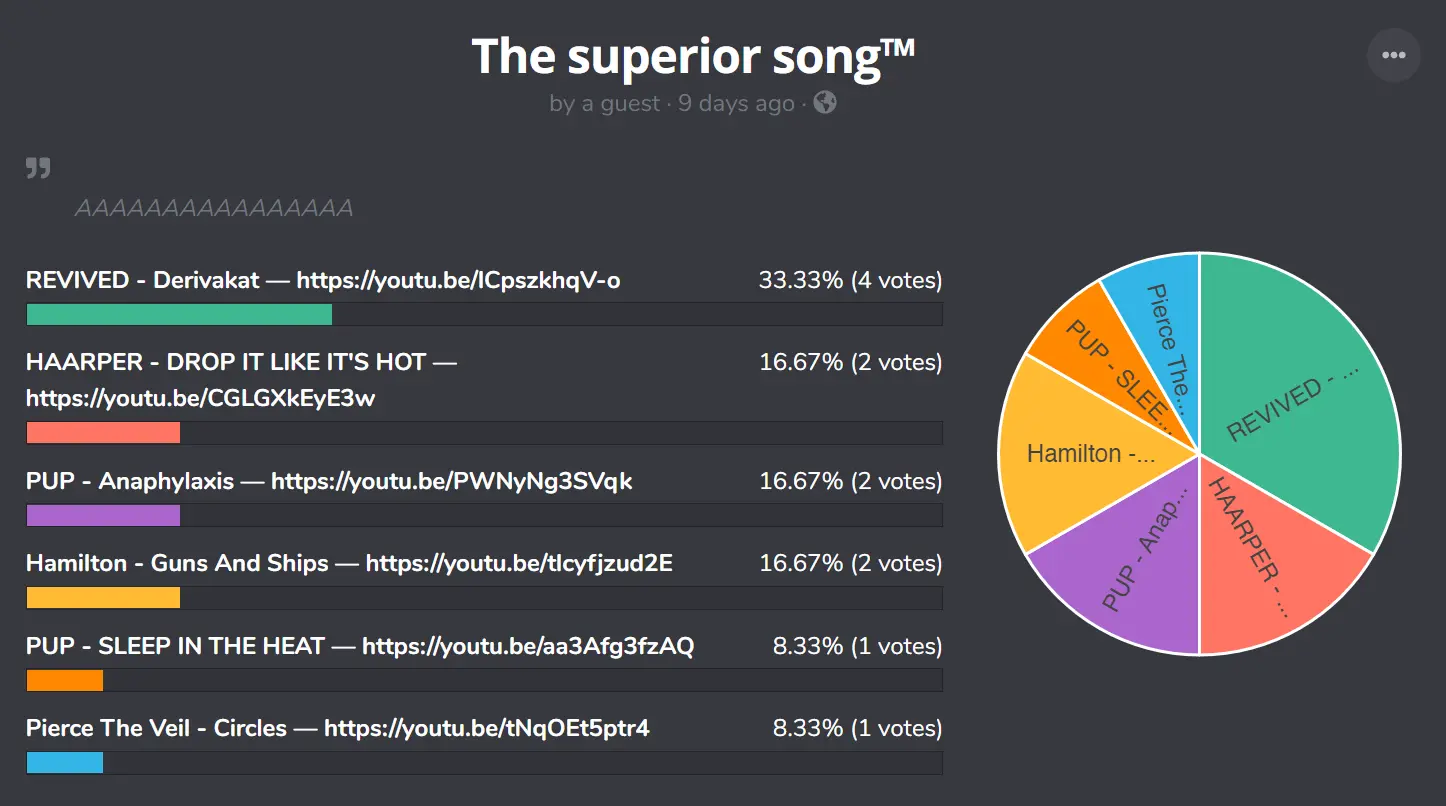 The superior song™
by a guest · 9 days ago ·
AAAAAAAAAAAAAAAA
REVIVED - Derivakat — https://youtu.be/lCpszkhqV-o 33.33% (4 votes)
HAARPER - DROP IT LIKE IT'S HOT — 16.67% (2 votes)
https://youtu.be/CGLGXkEyE3w
PUP - Anaphylaxis — https://youtu.be/PWNyNg3SVqk 16.67% (2 votes)
Hamilton - Guns And Ships — https://youtu.be/tIcyfjzud2E 16.67% (2 votes)
PUP - SLEEP IN THE HEAT — https://youtu.be/aa3Afg3fzAQ 8.33% (1 votes)
Pierce The Veil - Circles — https://youtu.be/tNqOEt5ptr4 8.33% (1 votes)
Pierce The...
PUP - SLEE...
REVIVED - ...
Hamilton -...
PUP - Anap...
HAARPER - ...